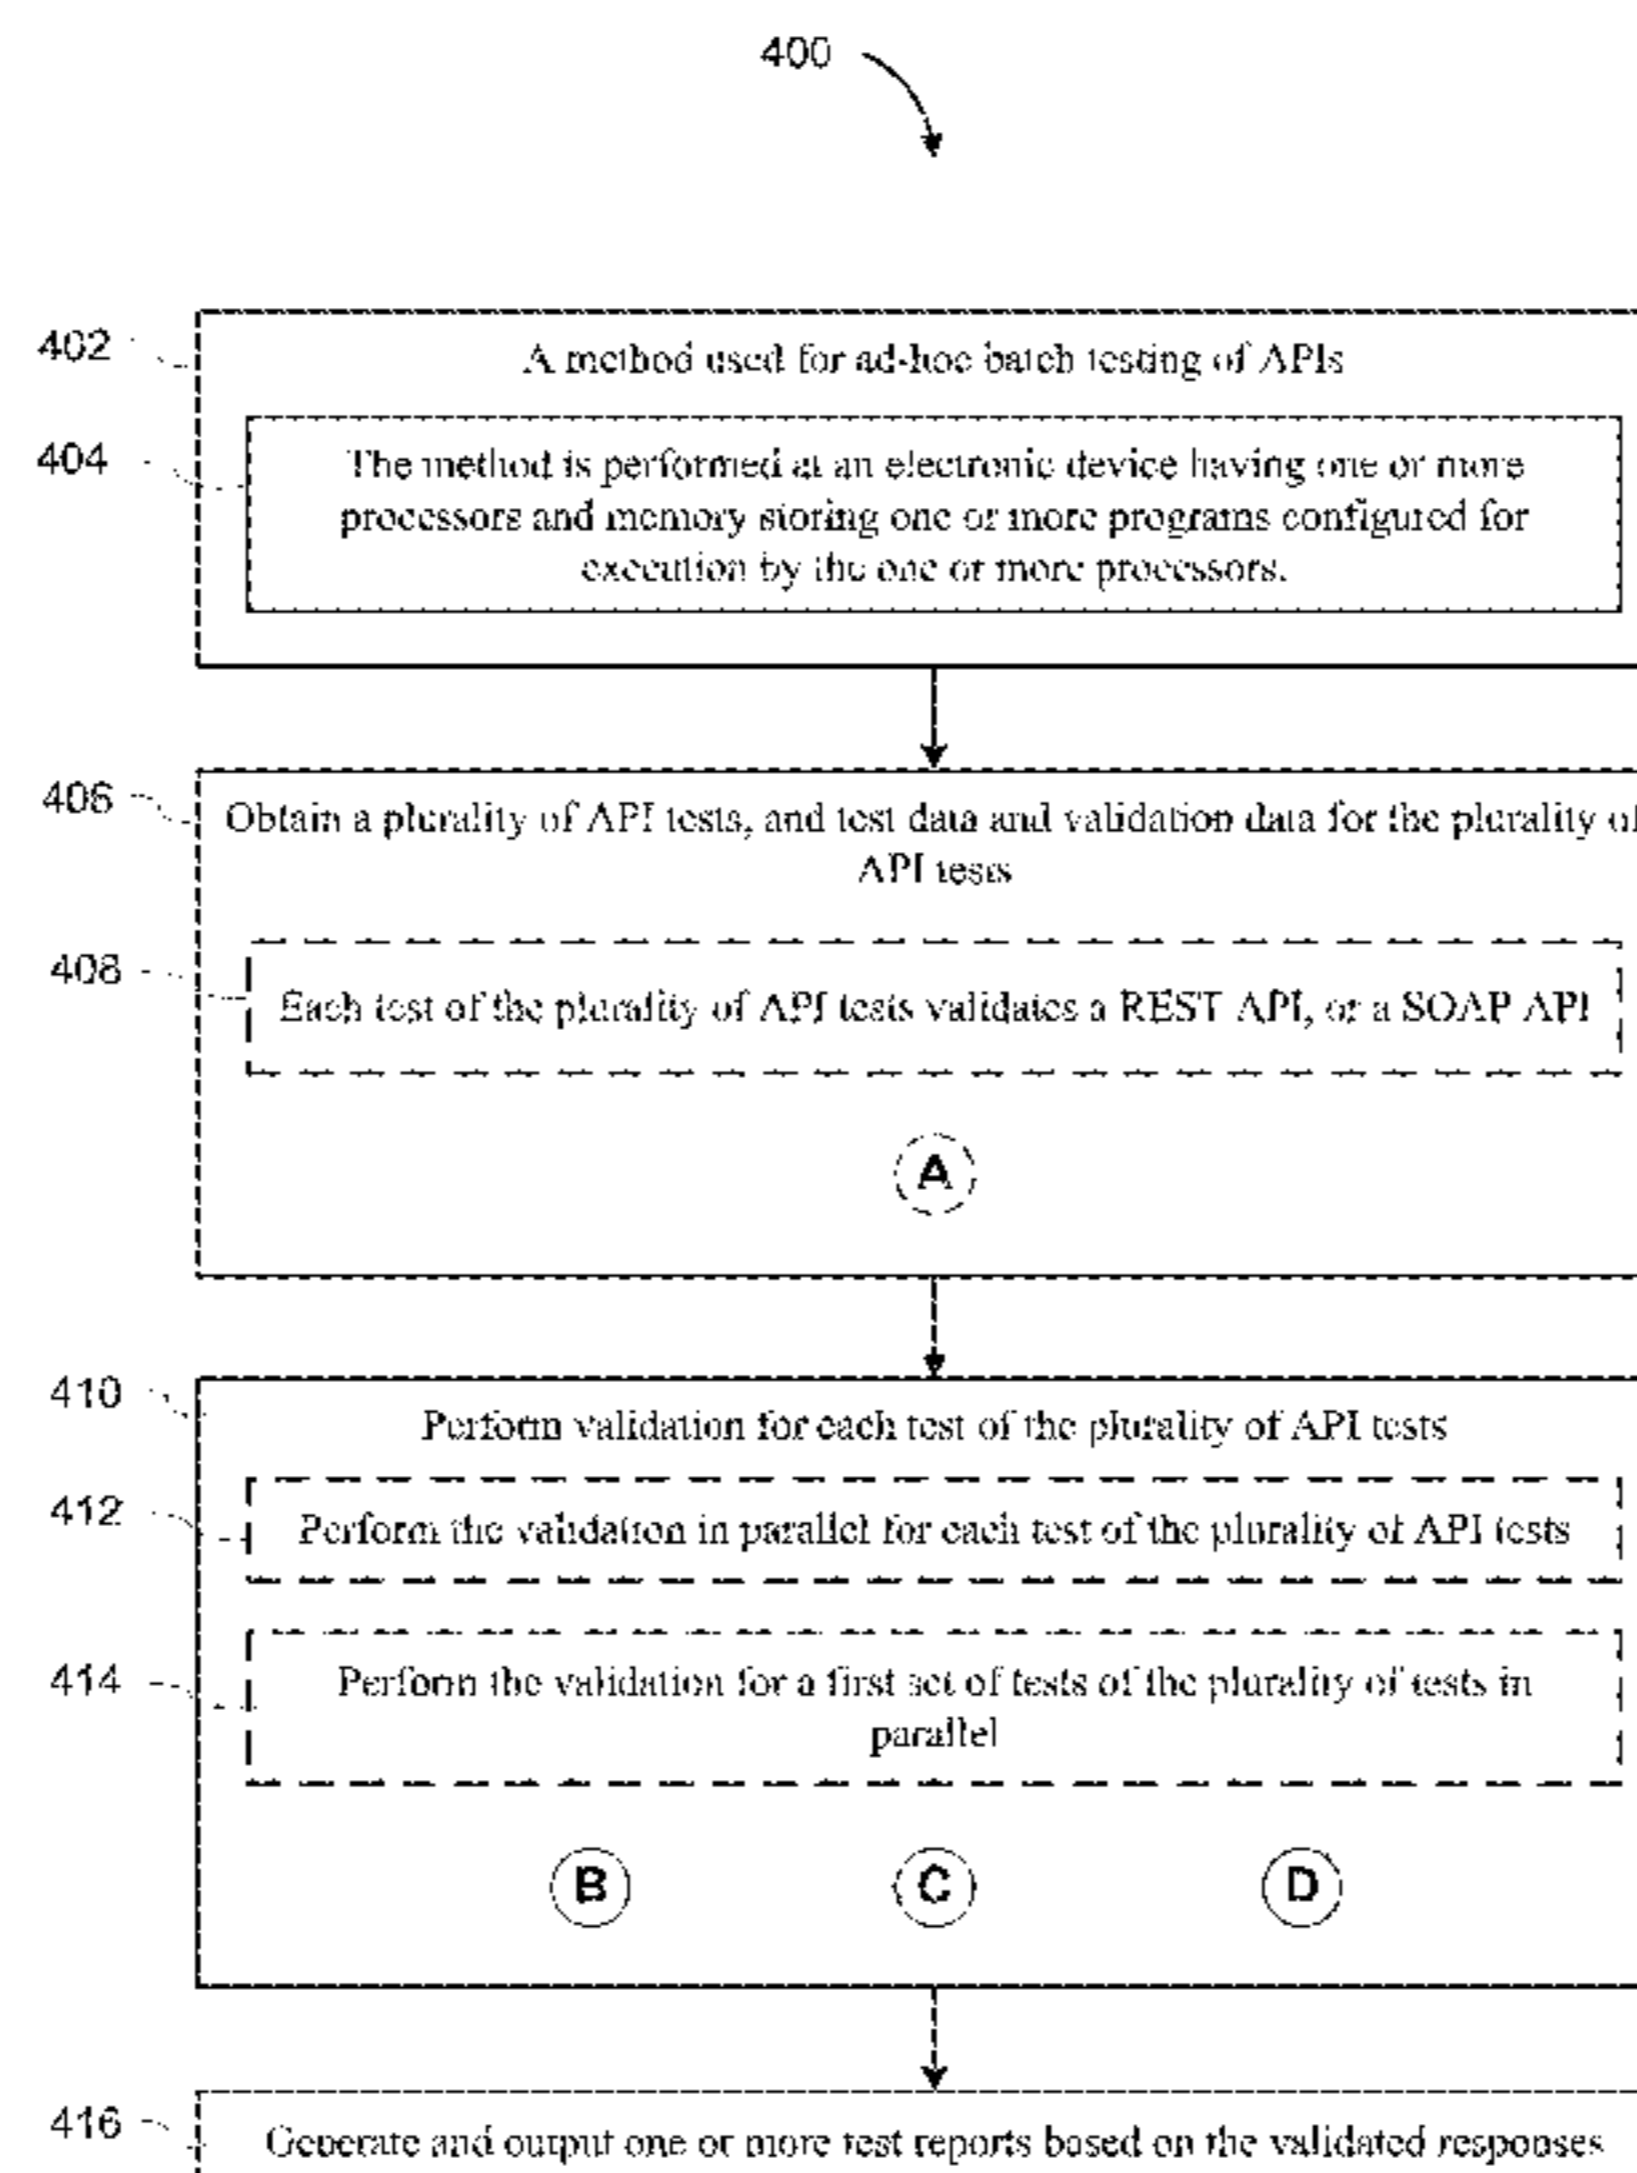 400
402
A method used for ad-hoc batch testing of APIs
404
The method is performed at an electronic device having one or more
processors and memory storing one or more programs configured for
execution by the one or more processors.
406
Obtain a plurality of API tests, and test data and validation data for the plurality of
API tests
408
Each test of the plurality of API tests validates a REST API, or a SOAP API
A
410
Perform validation for each test of the plurality of API tests
412
Perform the validation in parallel for each test of the plurality of API tests
414
Perform the validation for a first set of tests of the plurality of tests in
parallel
B C D
416
Generate and output one or more test reports based on the validated responses